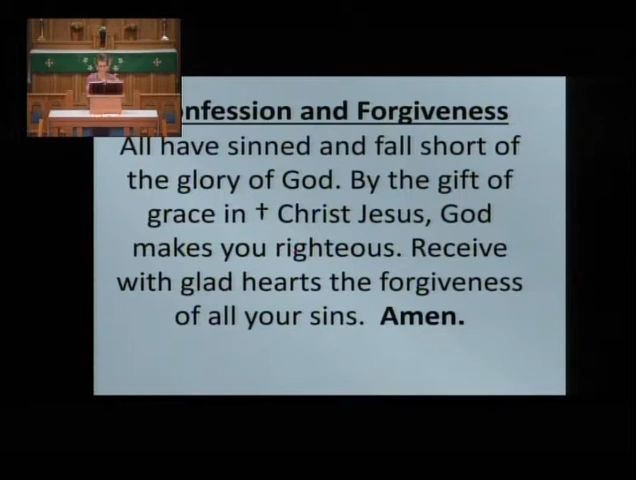 onfession and Forgiveness
All have sinned and fall short of
the glory of God. By the gift of
grace in † Christ Jesus, God
makes you righteous. Receive
with glad hearts the forgiveness
of all your sins. Amen.